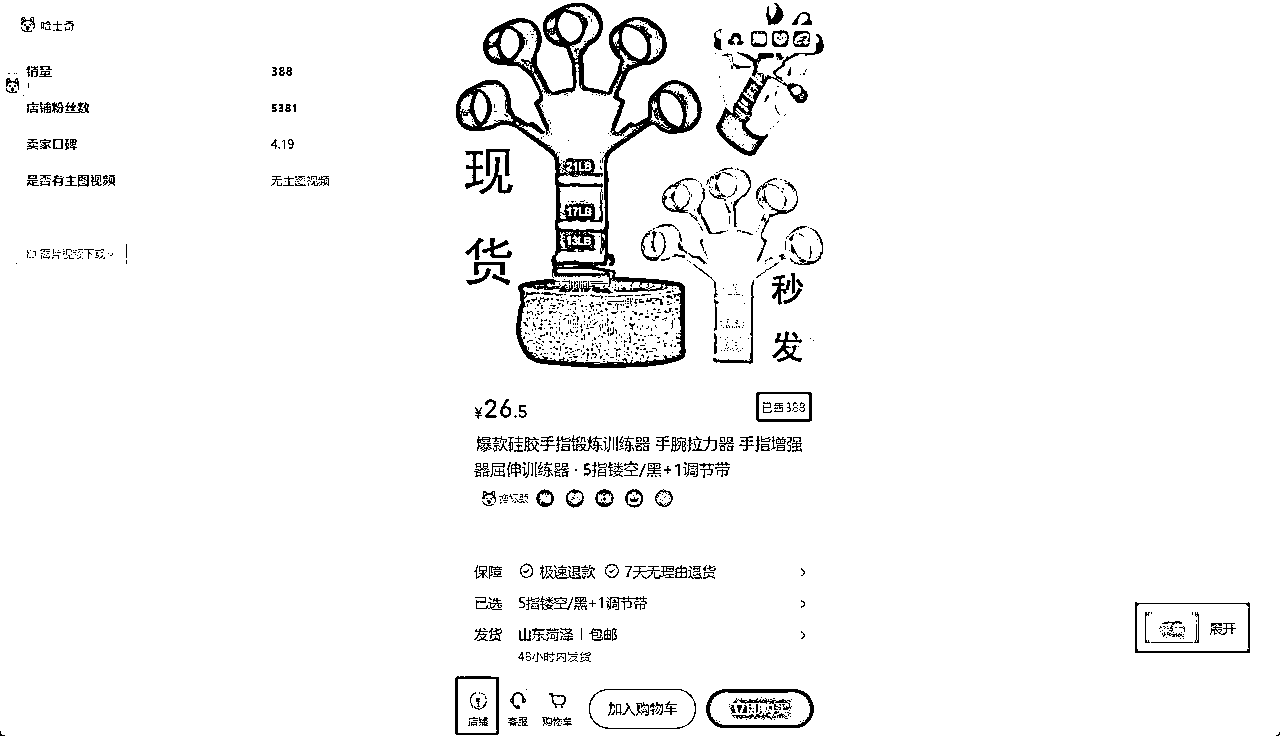 哈士奇
销量 388
店铺粉丝数 5381
卖家口碑 4.19
是否有主图视频 无主图视频
图片视频下载
现货
21LB
17LB
13LB
秒发
¥26.5
已售388
爆款硅胶手指锻炼训练器 手腕拉力器 手指增强
器屈伸训练器·5指镂空/黑+1调节带
保障 极速退款 7天无理由退货
已选 5指镂空/黑+1调节带
发货 山东菏泽 | 包邮
48小时内发货
展开
店铺 客服 购物车 加入购物车 立即购买